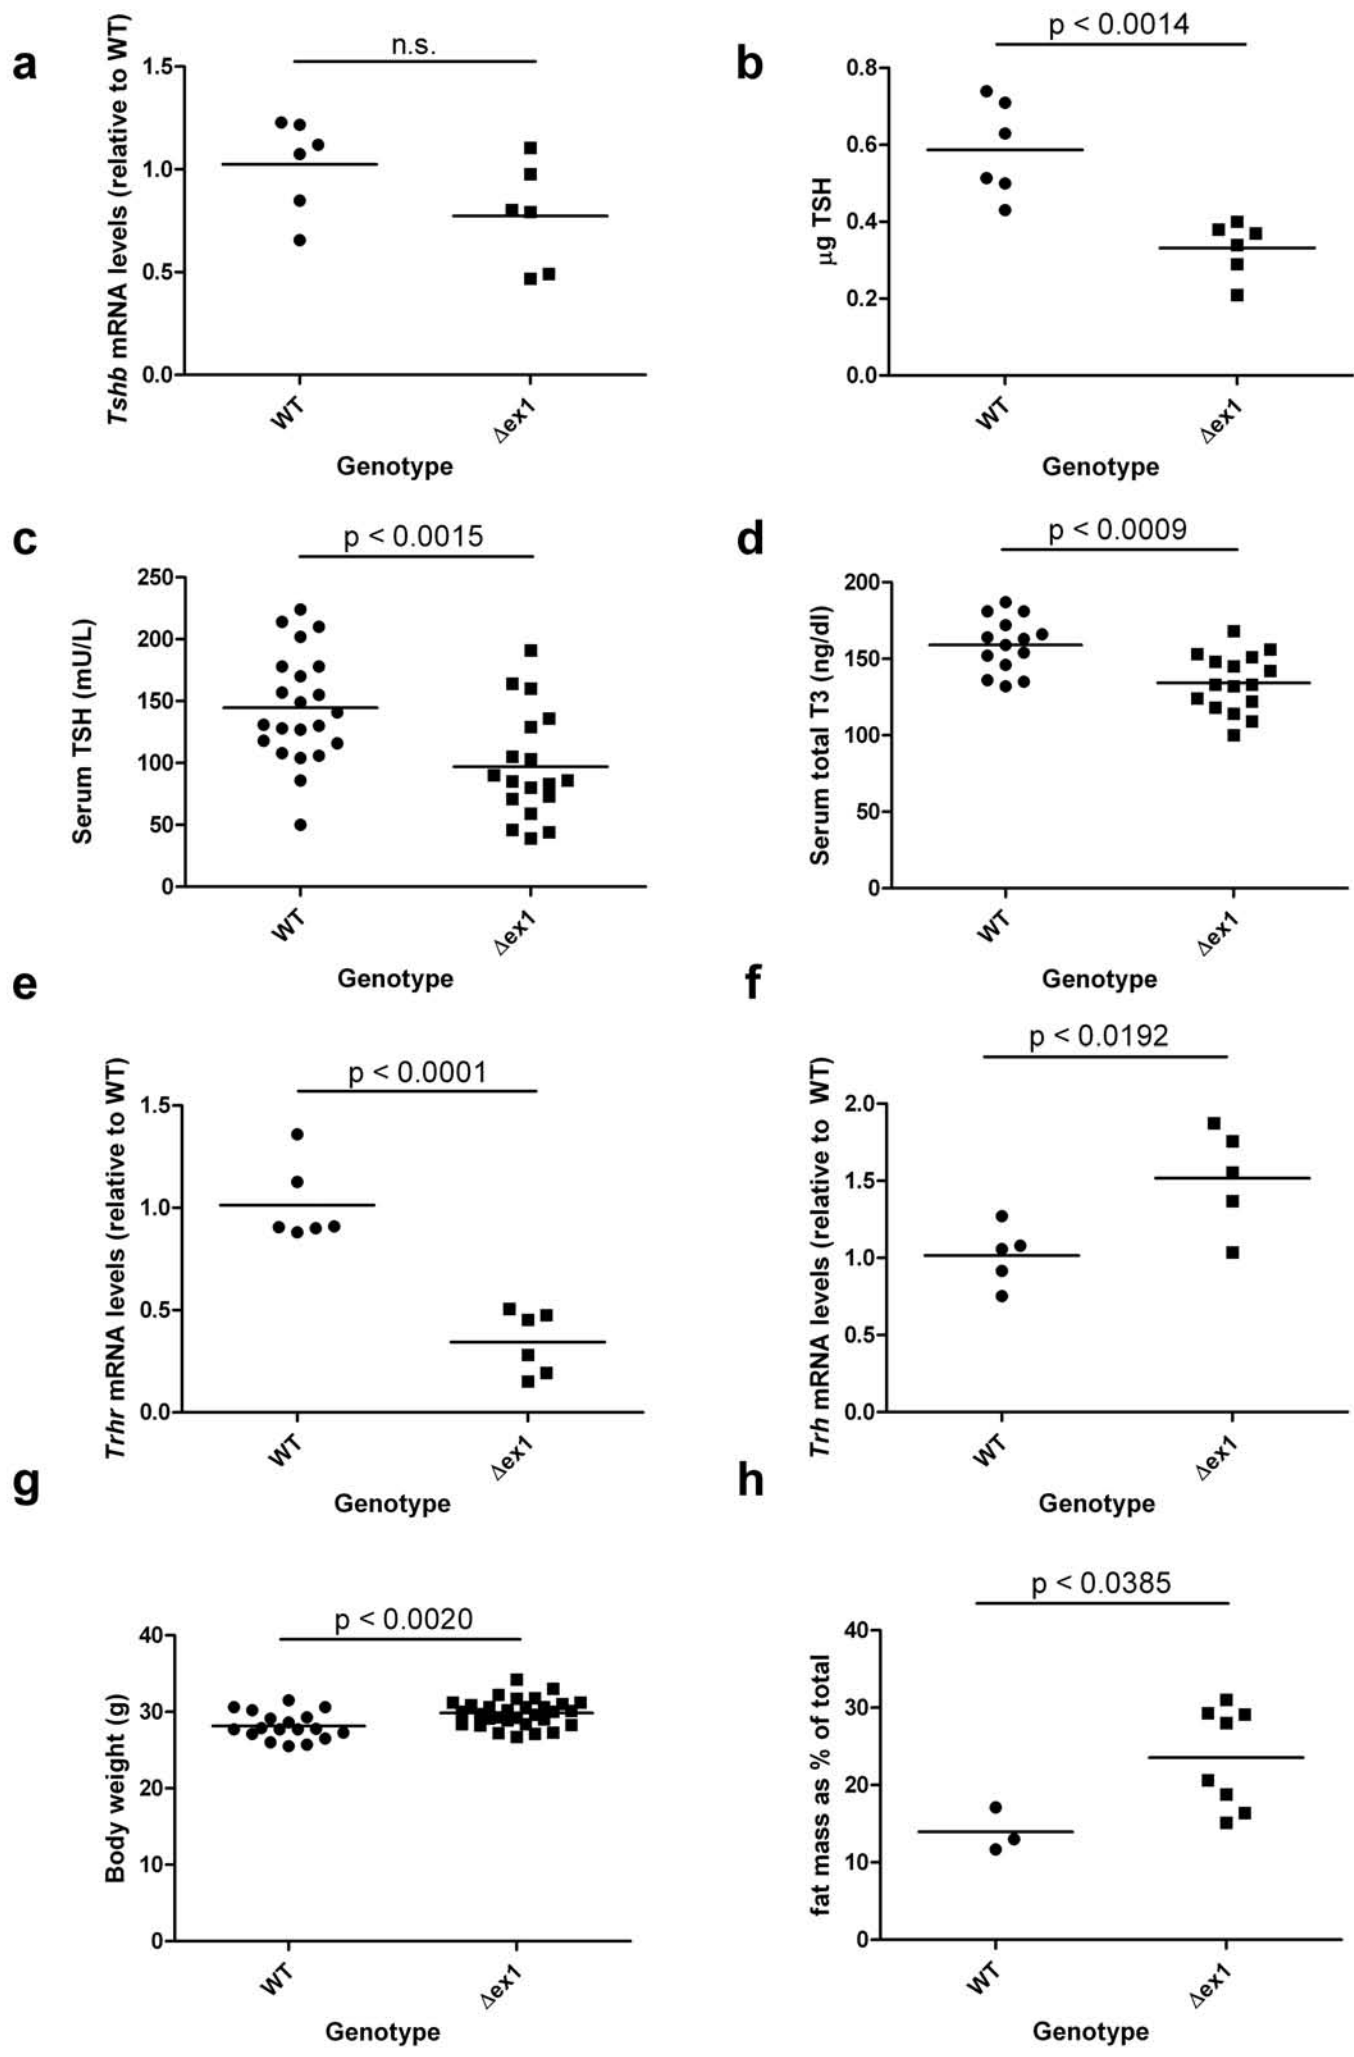 a
n.s.
Tshb mRNA levels (relative to WT)
1.5
1.0
0.5
0.0
WT
Δex1
Genotype
b
p < 0.0014
µg TSH
0.8
0.6
0.4
0.2
0.0
WT
Δex1
Genotype
c
p < 0.0015
Serum TSH (mU/L)
250
200
150
100
50
0
WT
Δex1
Genotype
d
p < 0.0009
Serum total T3 (ng/dl)
200
150
100
50
0
WT
Δex1
Genotype
e
p < 0.0001
Trhr mRNA levels (relative to WT)
1.5
1.0
0.5
0.0
WT
Δex1
Genotype
f
p < 0.0192
Trh mRNA levels (relative to WT)
2.0
1.5
1.0
0.5
0.0
WT
Δex1
Genotype
g
p < 0.0020
Body weight (g)
40
30
20
10
0
WT
Δex1
Genotype
h
p < 0.0385
fat mass as % of total
40
30
20
10
0
WT
Δex1
Genotype